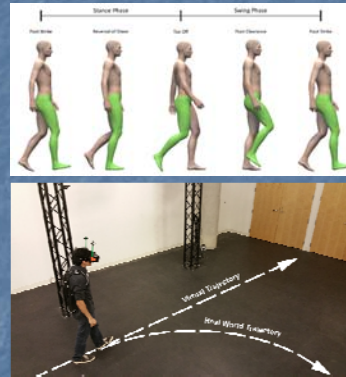 Stance Phase Swing Phase
Foot Strike Reversal of Shear Toe Off Foot Clearance Foot Strike
Virtual Trajectory
Real World Trajectory